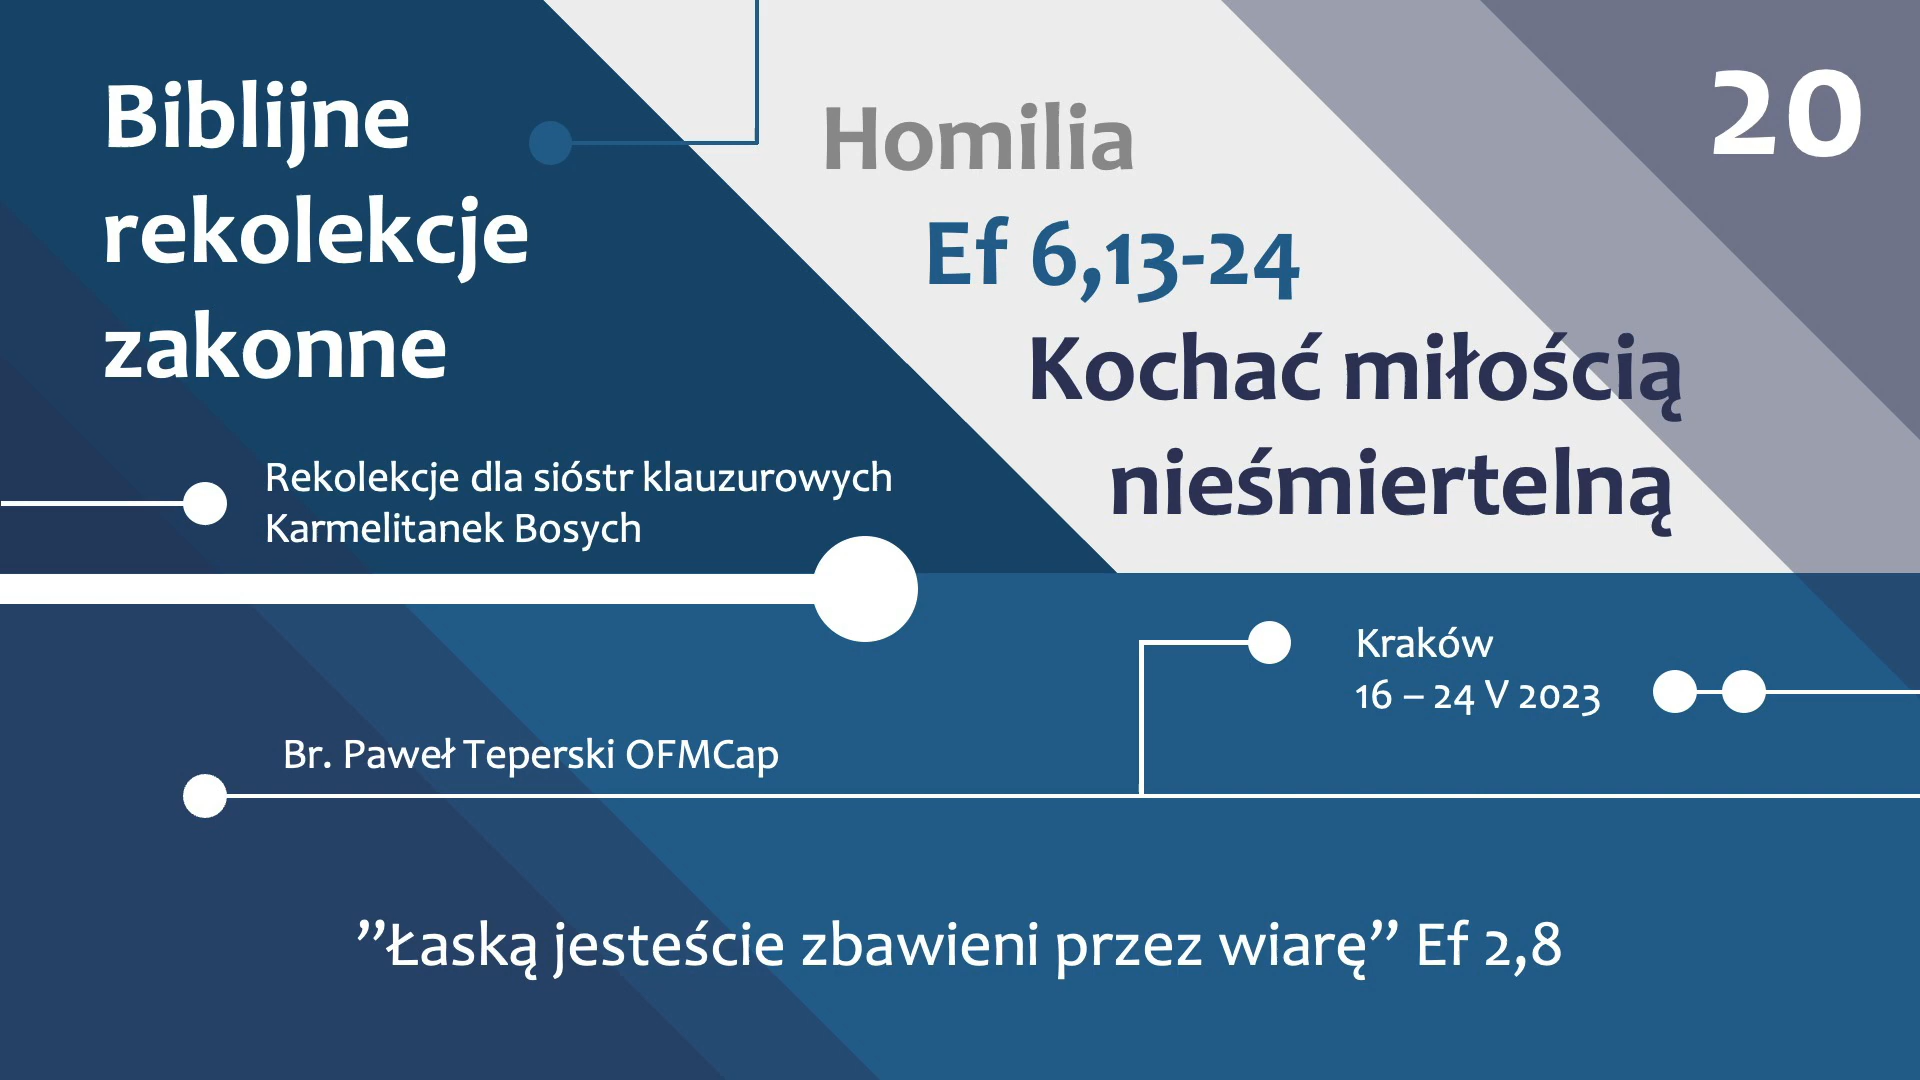 Biblijne
rekolekcje
zakonne
Homilia
Ef 6,13-24
Kochać miłością
nieśmiertelną
20
Rekolekcje dla sióstr klauzurowych
Karmelitanek Bosych
Kraków
16 – 24 V 2023
Br. Paweł Teperski OFMCap
”Łaską jesteście zbawieni przez wiarę” Ef 2,8